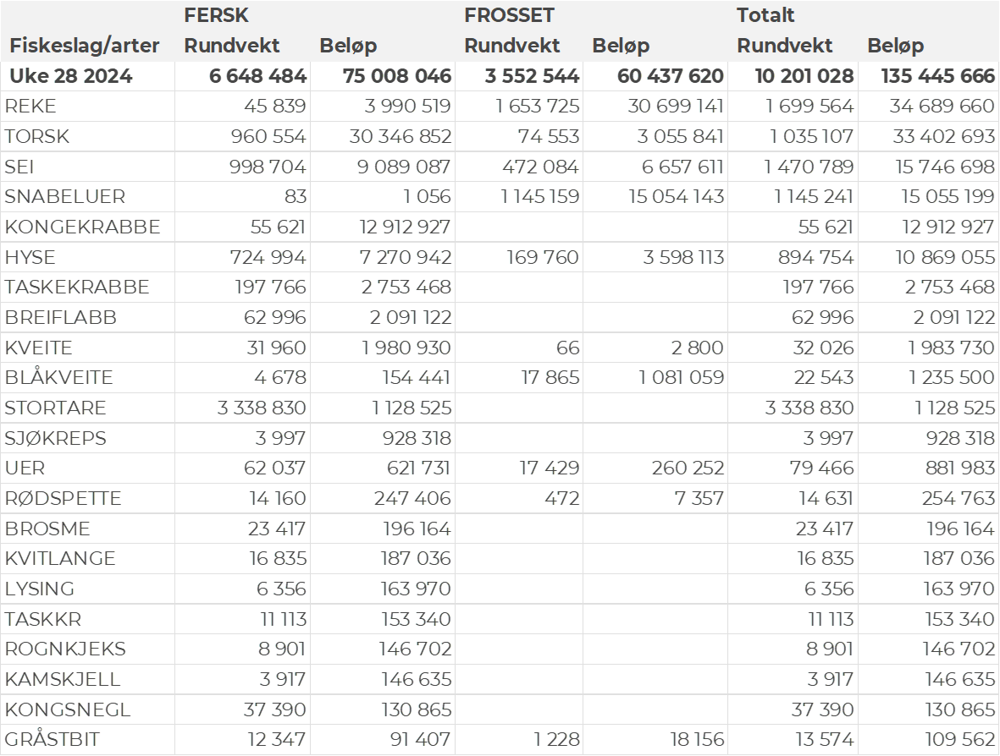 FERSK FROSSET Totalt
Fiskeslag/arter Rundvekt Beløp Rundvekt Beløp Rundvekt Beløp
Uke 28 2024 6 648 484 75 008 046 3 552 544 60 437 620 10 201 028 135 445 666
REKE 45 839 3 990 519 1 653 725 30 699 141 1 699 564 34 689 660
TORSK 960 554 30 346 852 74 553 3 055 841 1 035 107 33 402 693
SEI 998 704 9 089 087 472 084 6 657 611 1 470 789 15 746 698
SNABELUER 83 1 056 1 145 159 15 054 143 1 145 241 15 055 199
KONGEKRABBE 55 621 12 912 927 55 621 12 912 927
HYSE 724 994 7 270 942 169 760 3 598 113 894 754 10 869 055
TASKEKRABBE 197 766 2 753 468 197 766 2 753 468
BREIFLABB 62 996 2 091 122 62 996 2 091 122
KVEITE 31 960 1 980 930 66 2 800 32 026 1 983 730
BLÅKVEITE 4 678 154 441 17 865 1 081 059 22 543 1 235 500
STORTARE 3 338 830 1 128 525 3 338 830 1 128 525
SJØKREPS 3 997 928 318 3 997 928 318
UER 62 037 621 731 17 429 260 252 79 466 881 983
RØDSPETTE 14 160 247 406 472 7 357 14 631 254 763
BROSME 23 417 196 164 23 417 196 164
KVITLANGE 16 835 187 036 16 835 187 036
LYSING 6 356 163 970 6 356 163 970
TASKKR 11 113 153 340 11 113 153 340
ROGNKJEKS 8 901 146 702 8 901 146 702
KAMSKJELL 3 917 146 635 3 917 146 635
KONGSNEGL 37 390 130 865 37 390 130 865
GRÅSTBIT 12 347 91 407 1 228 18 156 13 574 109 562